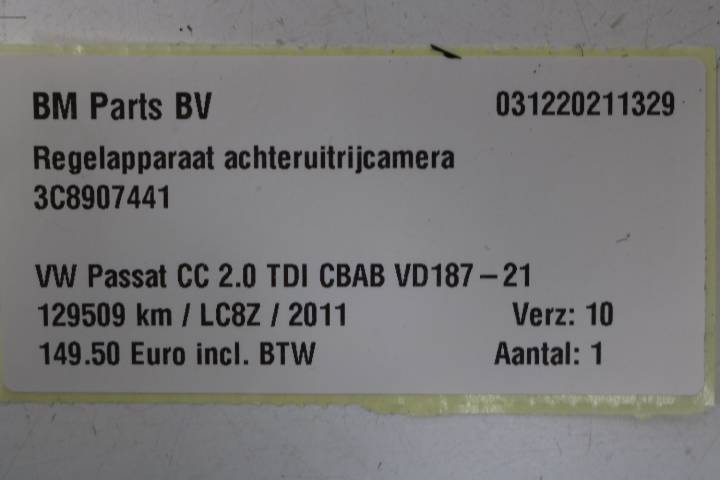 BM Parts BV 031220211329
Regelapparaat achteruitrijcamera
3C8907441
VW Passat CC 2.0 TDI CBAB VD187-21
129509 km / LC8Z / 2011 Verz: 10
149.50 Euro incl. BTW Aantal: 1